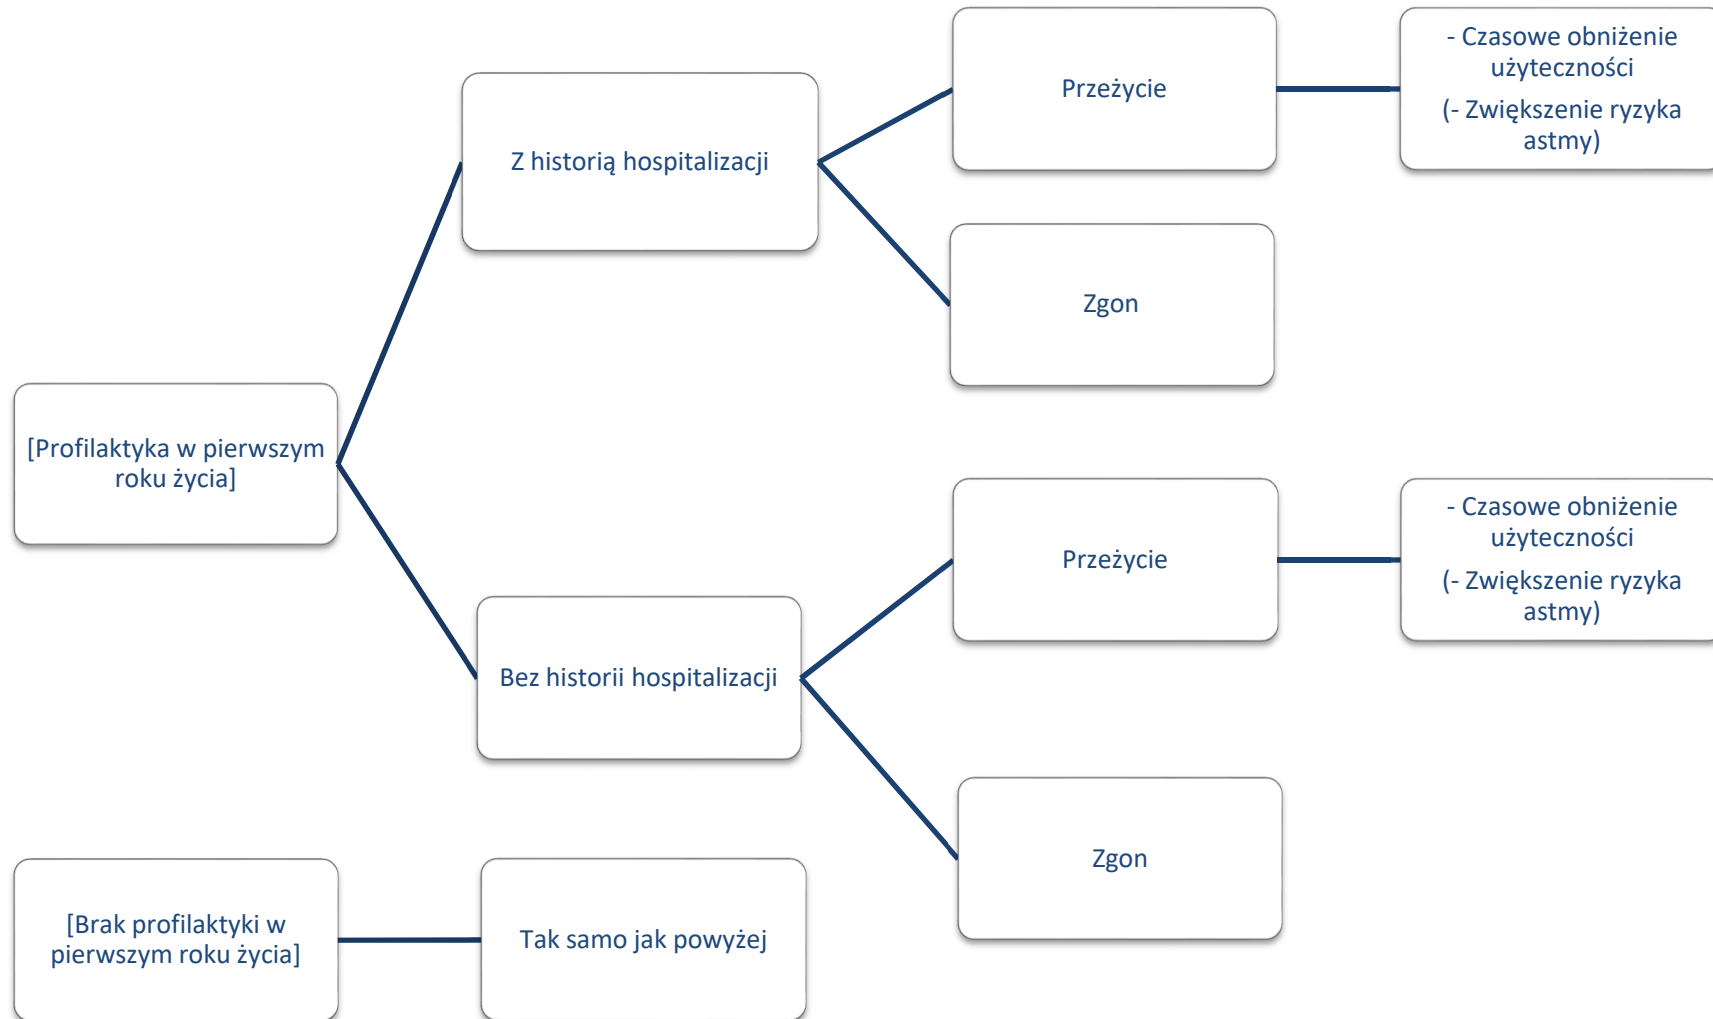 - Czasowe obniżenie
użyteczności
(- Zwiększenie ryzyka
astmy)
Przeżycie
Z historią hospitalizacji
Zgon
[Profilaktyka w pierwszym
roku życia]
- Czasowe obniżenie
użyteczności
(- Zwiększenie ryzyka
astmy)
Przeżycie
Bez historii hospitalizacji
Zgon
[Brak profilaktyki w
pierwszym roku życia]
Tak samo jak powyżej